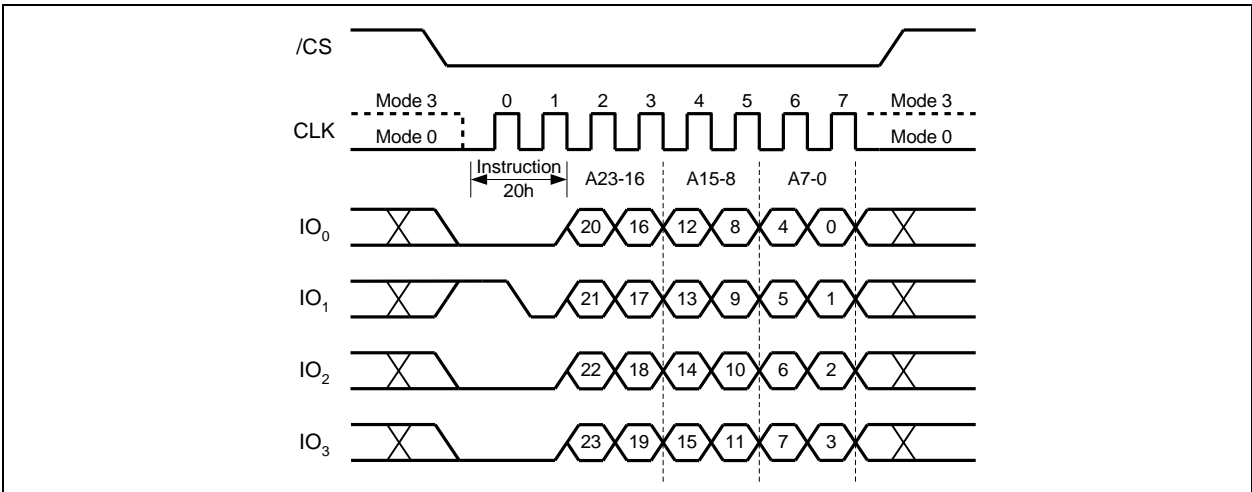 /CS
Mode 3 0 1 2 3 4 5 6 7 Mode 3
CLK
Mode 0 Mode 0
Instruction A23-16 A15-8 A7-0
20h
IO0 20 16 12 8 4 0
IO1 21 17 13 9 5 1
IO2 22 18 14 10 6 2
IO3 23 19 15 11 7 3